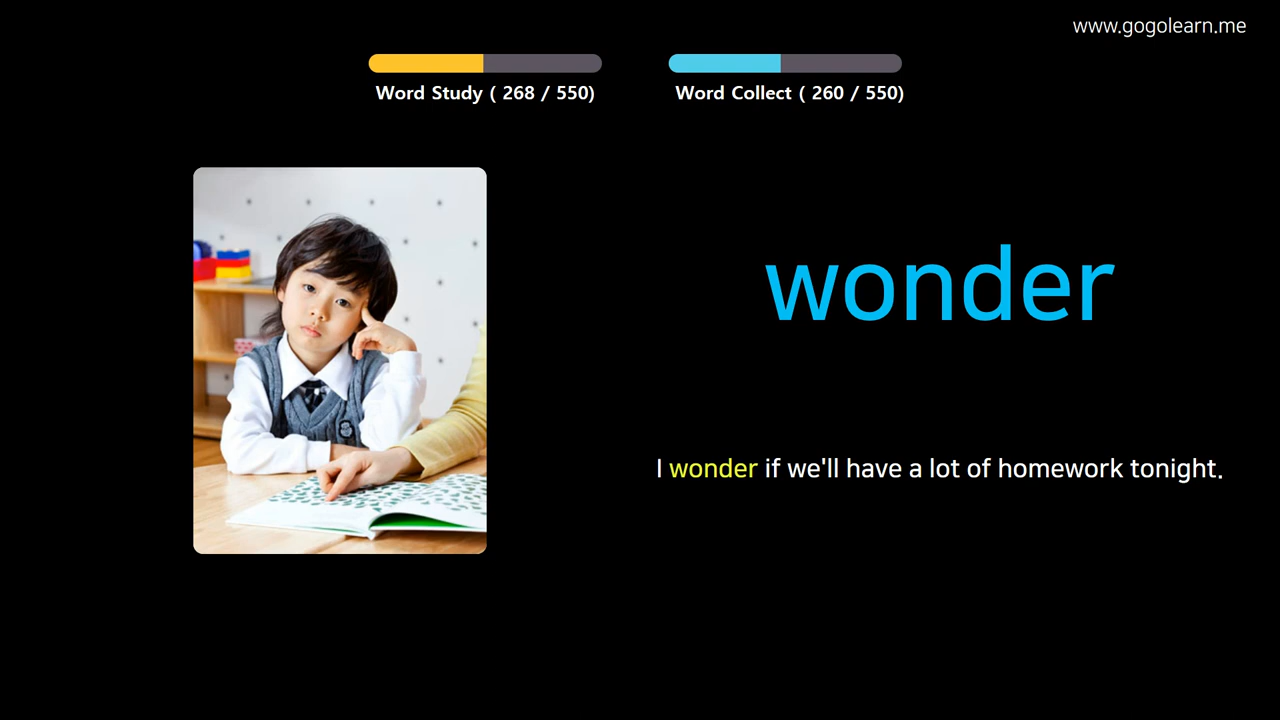 www.gogolearn.me
Word Study ( 268 / 550)
Word Collect ( 260 / 550)
wonder
I wonder if we'll have a lot of homework tonight.